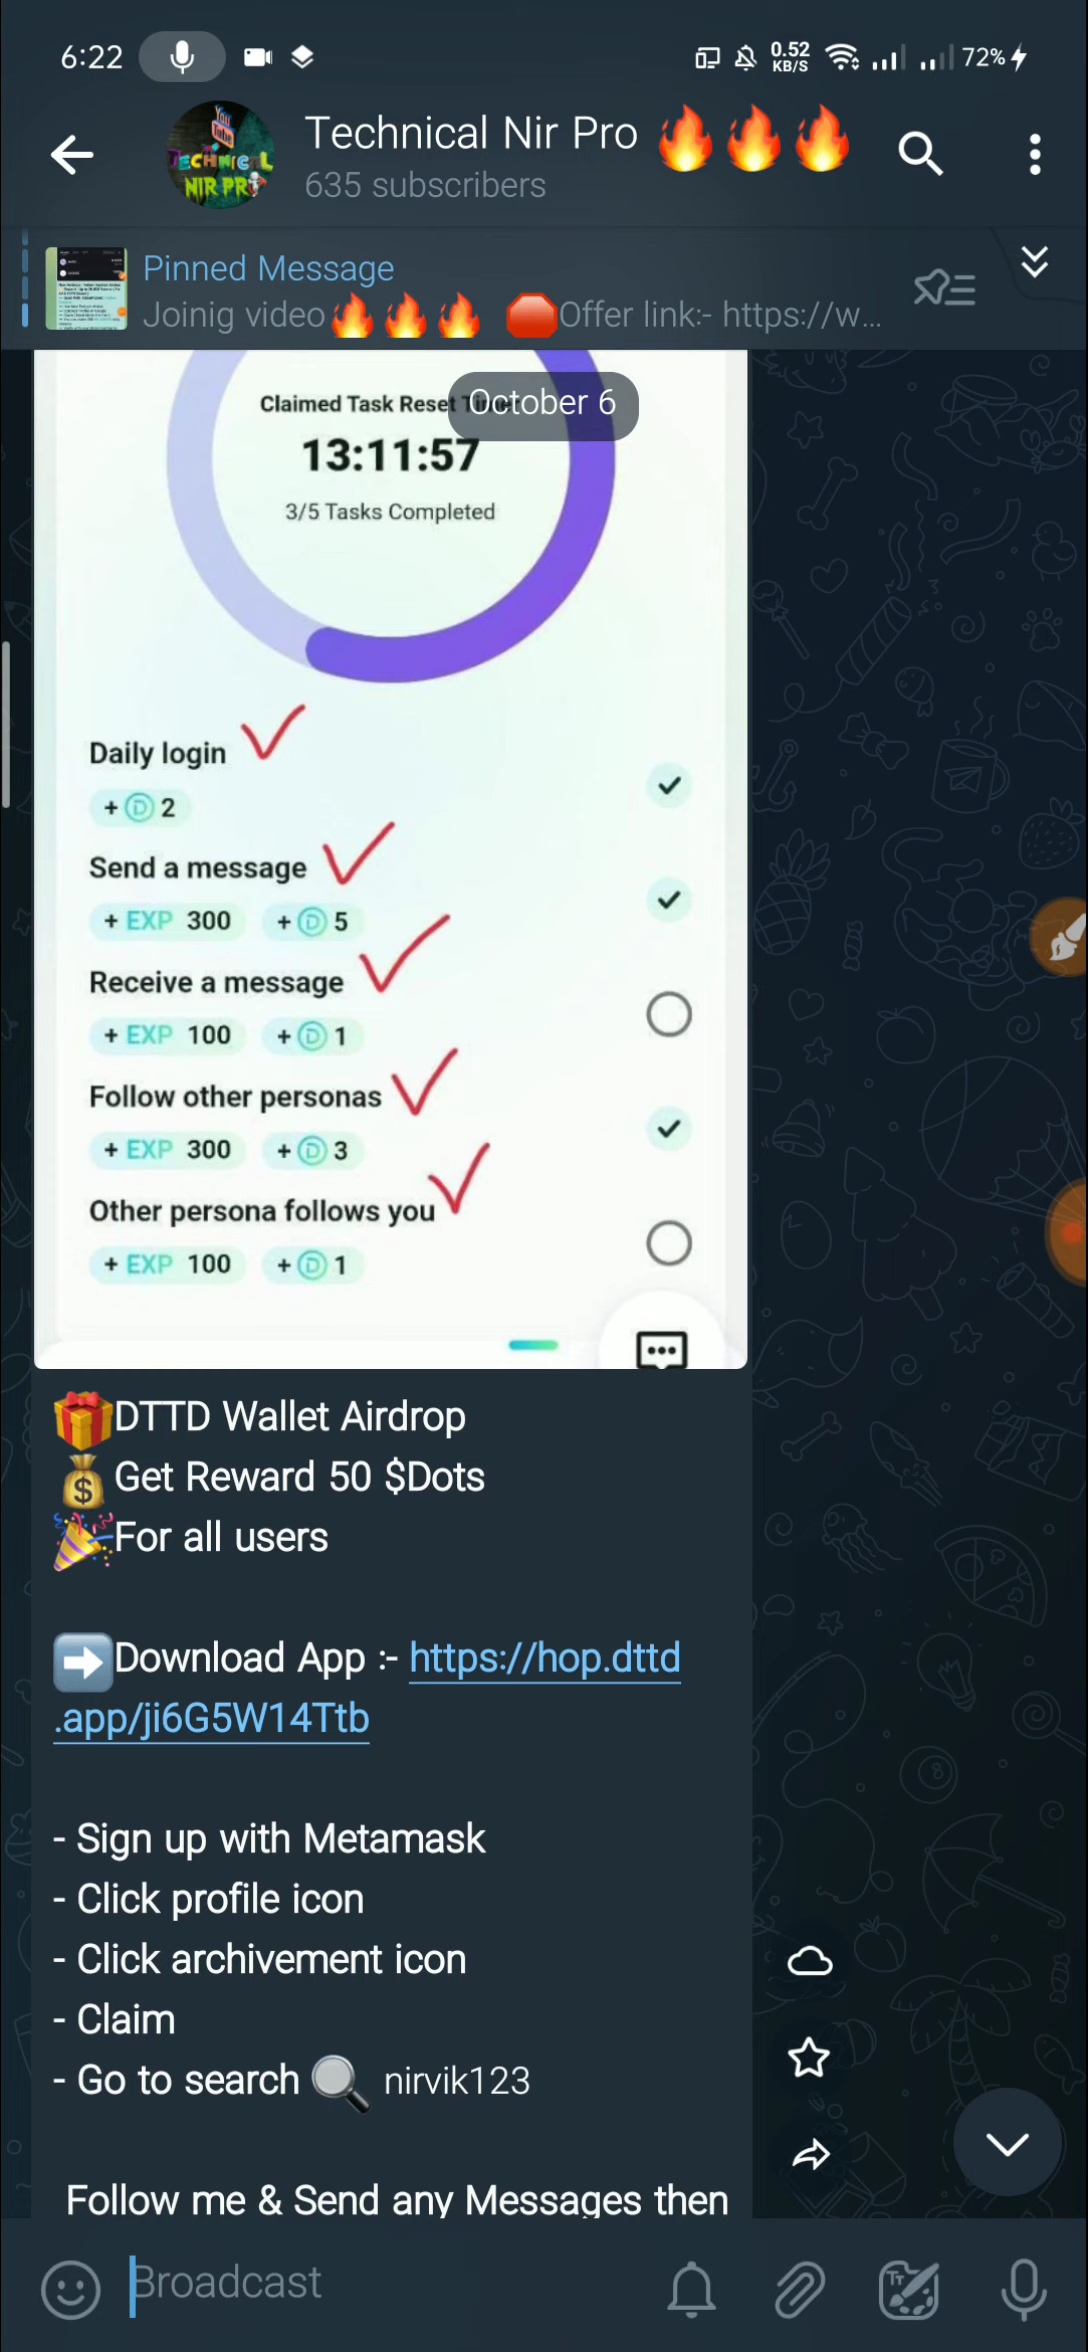 6:22
0.52
KB/S
72%
You
Tube
TECHNICAL
NIR PRO
Technical Nir Pro 🔥🔥🔥
635 subscribers
Pinned Message
Joinig video🔥🔥🔥 🛑Offer link:- https://w...
October 6
Claimed Task Reset
13:11:57
3/5 Tasks Completed
Daily login
+ D 2
Send a message
+ EXP 300 + D 5
Receive a message
+ EXP 100 + D 1
Follow other personas
+ EXP 300 + D 3
Other persona follows you
+ EXP 100 + D 1
🎁DTTD Wallet Airdrop
💰Get Reward 50 $Dots
🎉For all users
➡️Download App :- https://hop.dttd
.app/ji6G5W14Ttb
- Sign up with Metamask
- Click profile icon
- Click archivement icon
- Claim
- Go to search 🔍 nirvik123
Follow me & Send any Messages then
Broadcast